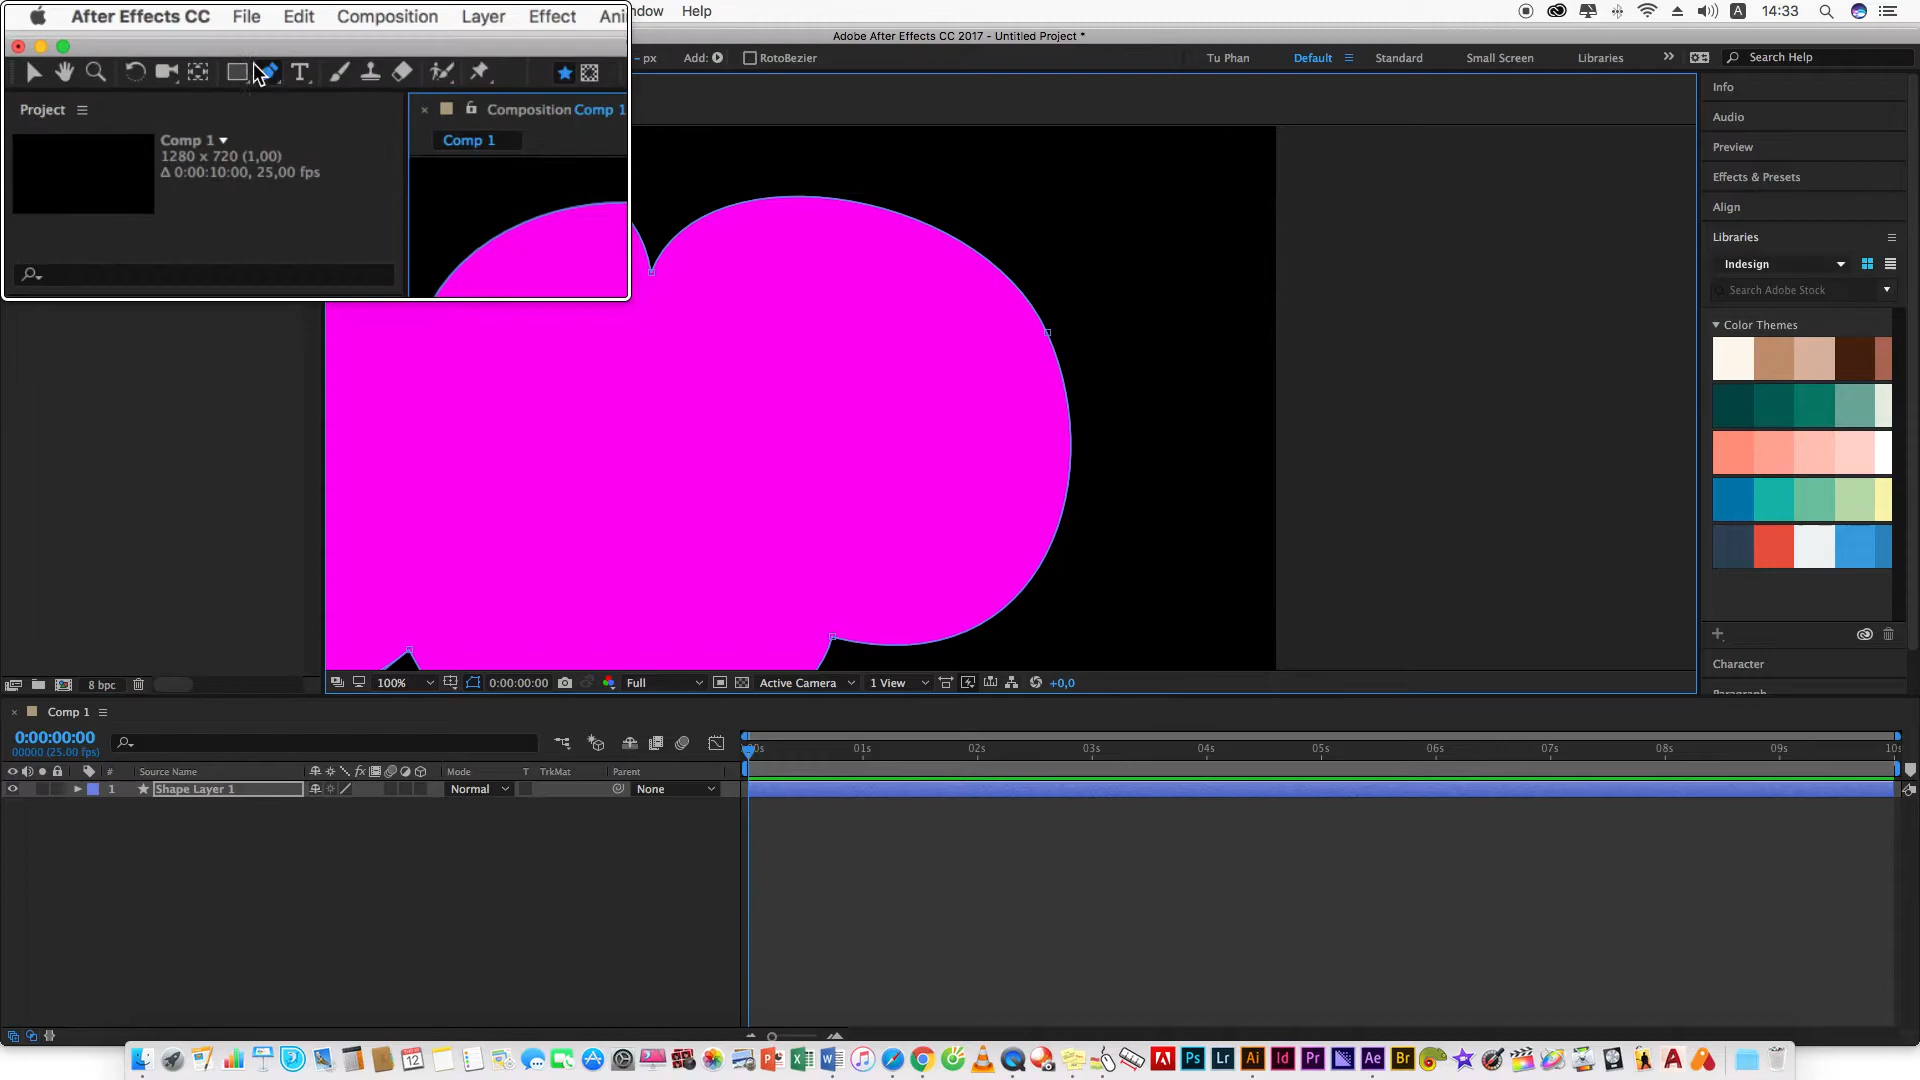 After Effects CC File Edit Composition Layer Effect Ani
ndow Help
A 14:33
Adobe After Effects CC 2017 - Untitled Project *
- px Add: RotoBezier
Tu Phan Default Standard Small Screen Libraries
Search Help
Project
Composition Comp 1
Comp 1
Comp 1
1280 x 720 (1,00)
Δ 0:00:10:00, 25,00 fps
Info
Audio
Preview
Effects & Presets
Align
Libraries
Indesign
Search Adobe Stock
Color Themes
Character
8 bpc
100% 0:00:00:00 Full Active Camera 1 View +0,0
Comp 1
0:00:00:00
00000 (25.00 fps)
00s 01s 02s 03s 04s 05s 06s 07s 08s 09s 10s
# Source Name fx Mode T TrkMat Parent
1 Shape Layer 1 Normal None